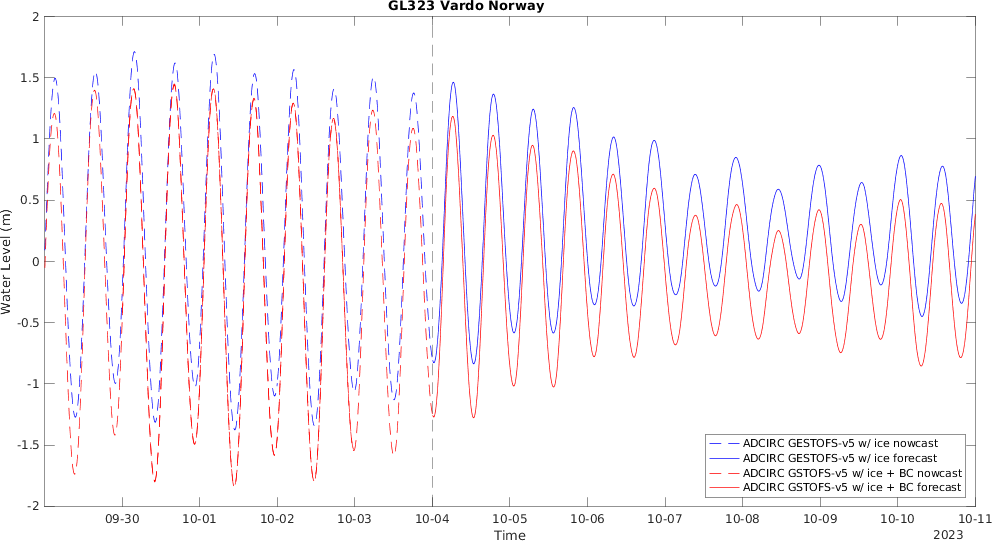 GL323 Vardo Norway
2
1.5
1
0.5
0
-0.5
-1
-1.5
-2
Water Level (m)
ADCIRC GESTOFS-v5 w/ ice nowcast
ADCIRC GESTOFS-v5 w/ ice forecast
ADCIRC GSTOFS-v5 w/ ice + BC nowcast
ADCIRC GSTOFS-v5 w/ ice + BC forecast
09-30 10-01 10-02 10-03 10-04 10-05 10-06 10-07 10-08 10-09 10-10 10-11
Time
2023